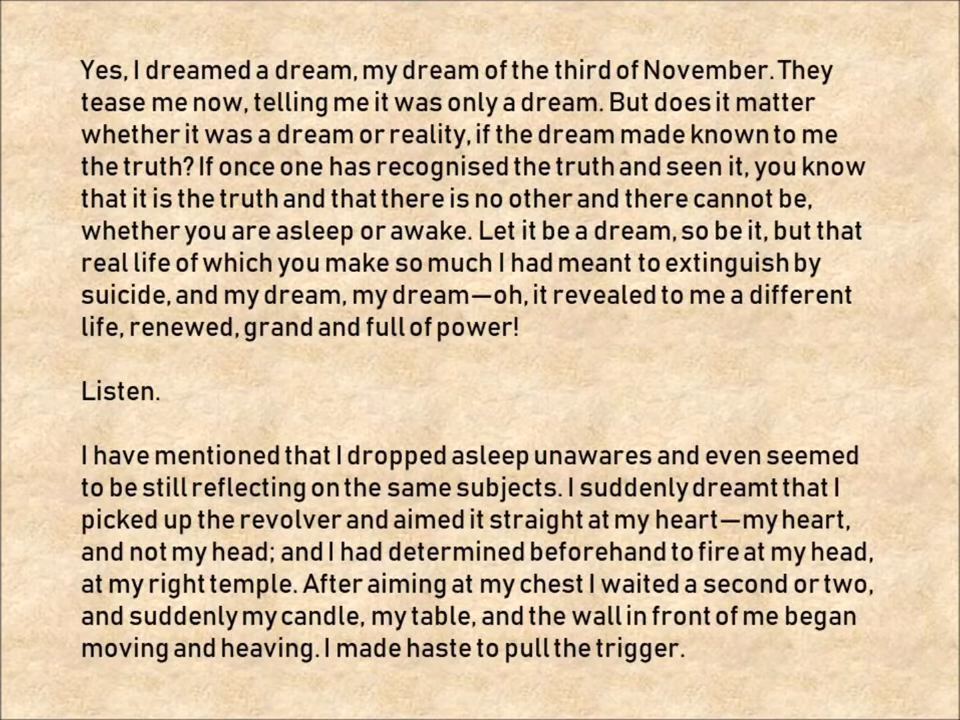 Yes, I dreamed a dream, my dream of the third of November. They
tease me now, telling me it was only a dream. But does it matter
whether it was a dream or reality, if the dream made known to me
the truth? If once one has recognised the truth and seen it, you know
that it is the truth and that there is no other and there cannot be,
whether you are asleep or awake. Let it be a dream, so be it, but that
real life of which you make so much I had meant to extinguish by
suicide, and my dream, my dream—oh, it revealed to me a different
life, renewed, grand and full of power!

Listen.

I have mentioned that I dropped asleep unawares and even seemed
to be still reflecting on the same subjects. I suddenly dreamt that I
picked up the revolver and aimed it straight at my heart—my heart,
and not my head; and I had determined beforehand to fire at my head,
at my right temple. After aiming at my chest I waited a second or two,
and suddenly my candle, my table, and the wall in front of me began
moving and heaving. I made haste to pull the trigger.